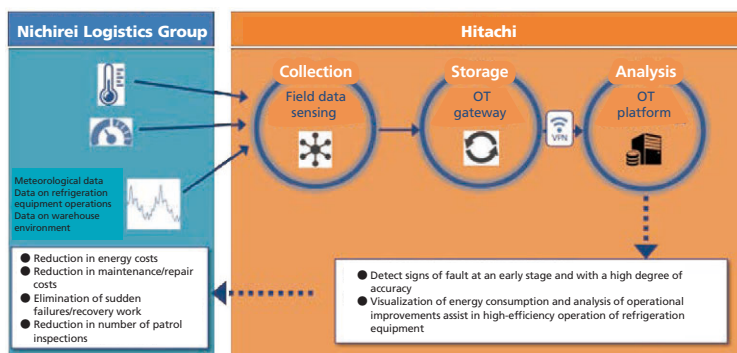 Nichirei Logistics Group
Hitachi
Collection
Field data
sensing
Storage
OT
gateway
VPN
Analysis
OT
platform
Meteorological data
Data on refrigeration
equipment operations
Data on warehouse
environment
● Reduction in energy costs
● Reduction in maintenance/repair
costs
● Elimination of sudden
failures/recovery work
● Reduction in number of patrol
inspections
● Detect signs of fault at an early stage and with a high degree of
accuracy
● Visualization of energy consumption and analysis of operational
improvements assist in high-efficiency operation of refrigeration
equipment